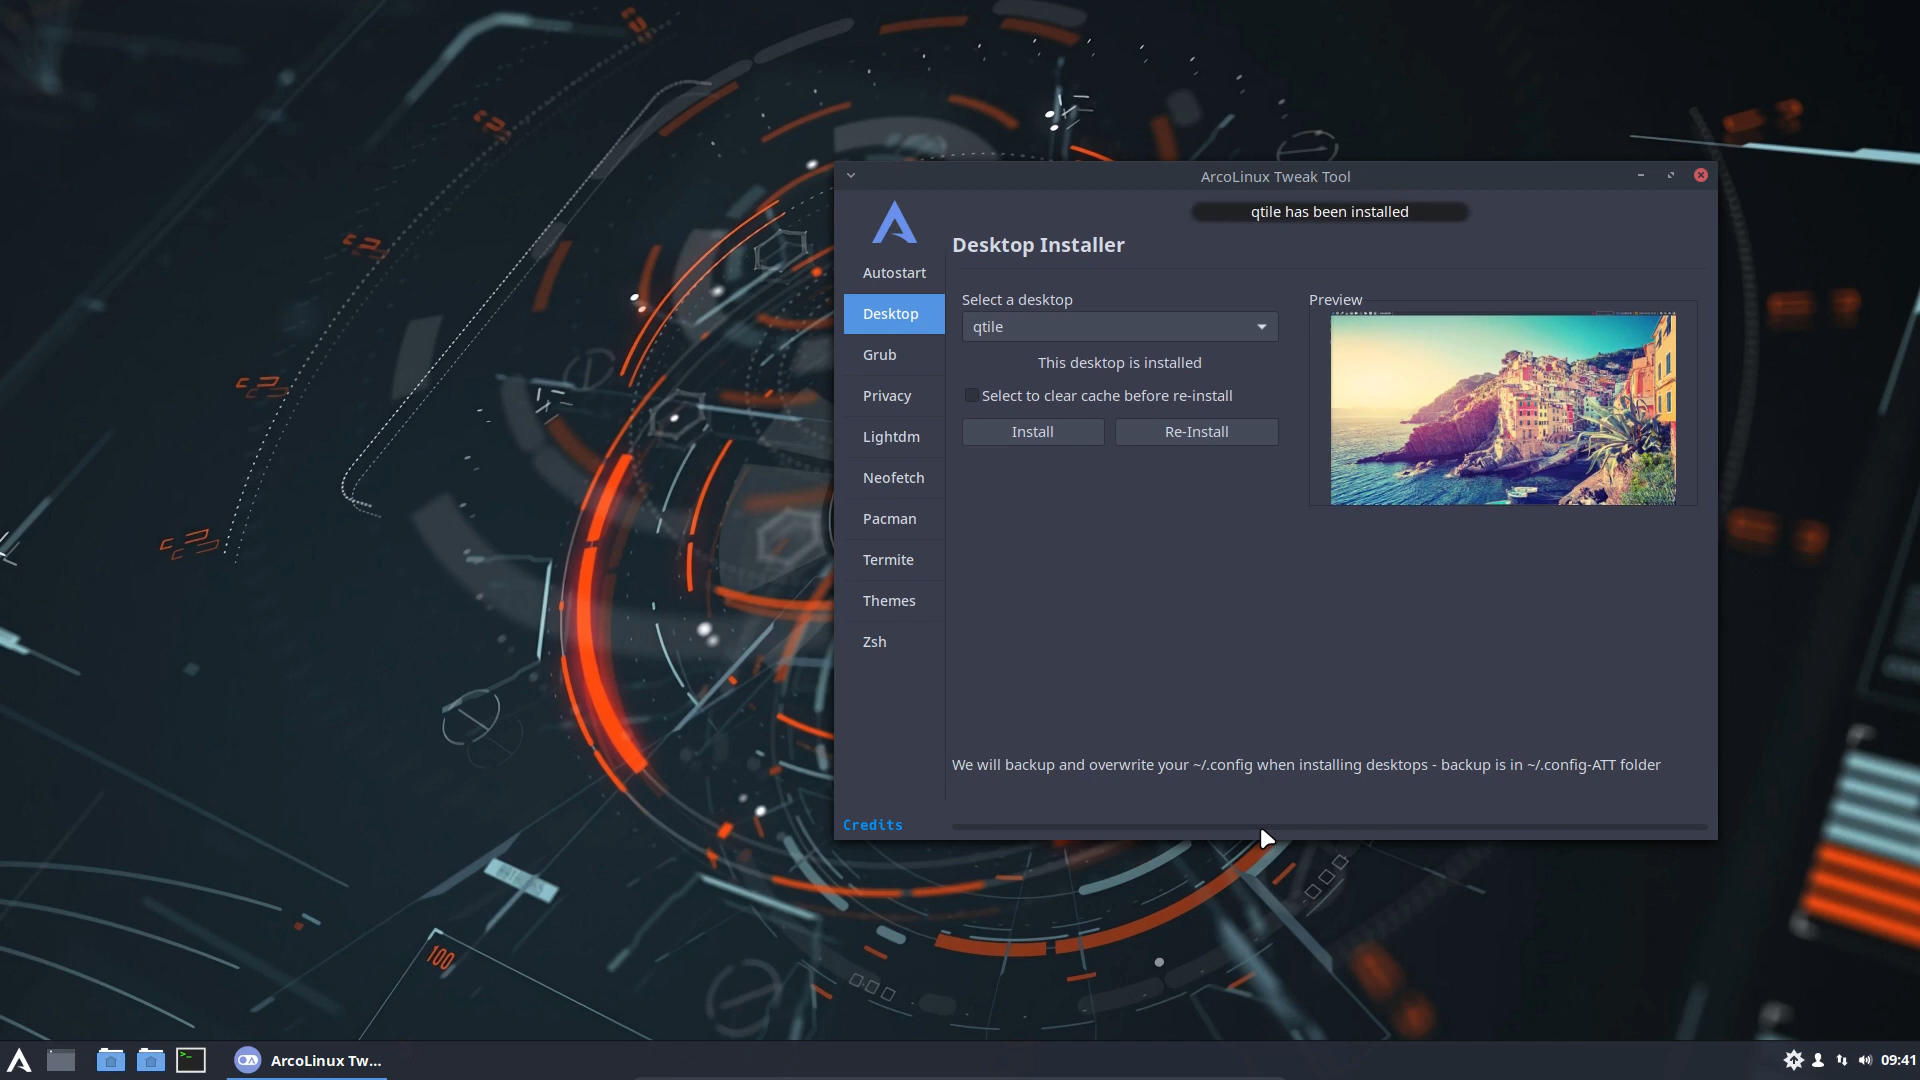 ArcoLinux Tweak Tool
qtile has been installed
Desktop Installer
Autostart
Desktop
Grub
Privacy
Lightdm
Neofetch
Pacman
Termite
Themes
Zsh
Select a desktop
qtile
This desktop is installed
Select to clear cache before re-install
Install
Re-Install
Preview
We will backup and overwrite your ~/.config when installing desktops - backup is in ~/.config-ATT folder
Credits
100
ArcoLinux Tw...
09:41